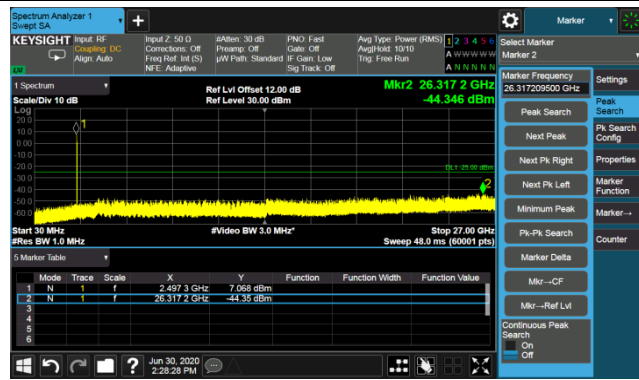 Spectrum Analyzer 1
Swept SA
Marker
KEYSIGHT Input: RF
Coupling: DC
Align: Auto
Input Z: 50 Ω
Corrections: Off
Freq Ref: Int (S)
NFE: Adaptive
#Atten: 30 dB
Preamp: Off
µW Path: Standard
PNO: Fast
Gate: Off
IF Gain: Low
Sig Track: Off
Avg Type: Power (RMS)
Avg|Hold: 10/10
Trig: Free Run
1 2 3 4 5 6
A W W W W W
A N N N N N
1 Spectrum
Scale/Div 10 dB
Ref Lvl Offset 12.00 dB
Ref Level 30.00 dBm
Mkr2 26.317 2 GHz
-44.346 dBm
Log
20.0
10.0
0.00
-10.0
-20.0
-30.0
-40.0
-50.0
-60.0
1
DL1 -25.00 dBm
2
Start 30 MHz
#Res BW 1.0 MHz
#Video BW 3.0 MHz*
Stop 27.00 GHz
Sweep 48.0 ms (60001 pts)
5 Marker Table
Mode Trace Scale X Y Function Function Width Function Value
1 N 1 f 2.497 3 GHz 7.068 dBm
2 N 1 f 26.317 2 GHz -44.35 dBm
3
4
5
6
Select Marker
Marker 2
Marker Frequency
26.317209500 GHz
Peak Search
Next Peak
Next Pk Right
Next Pk Left
Minimum Peak
Pk-Pk Search
Marker Delta
Mkr→CF
Mkr→Ref Lvl
Continuous Peak
Search
On
Off
Settings
Peak
Search
Pk Search
Config
Properties
Marker
Function
Marker→
Counter
Jun 30, 2020
2:28:28 PM